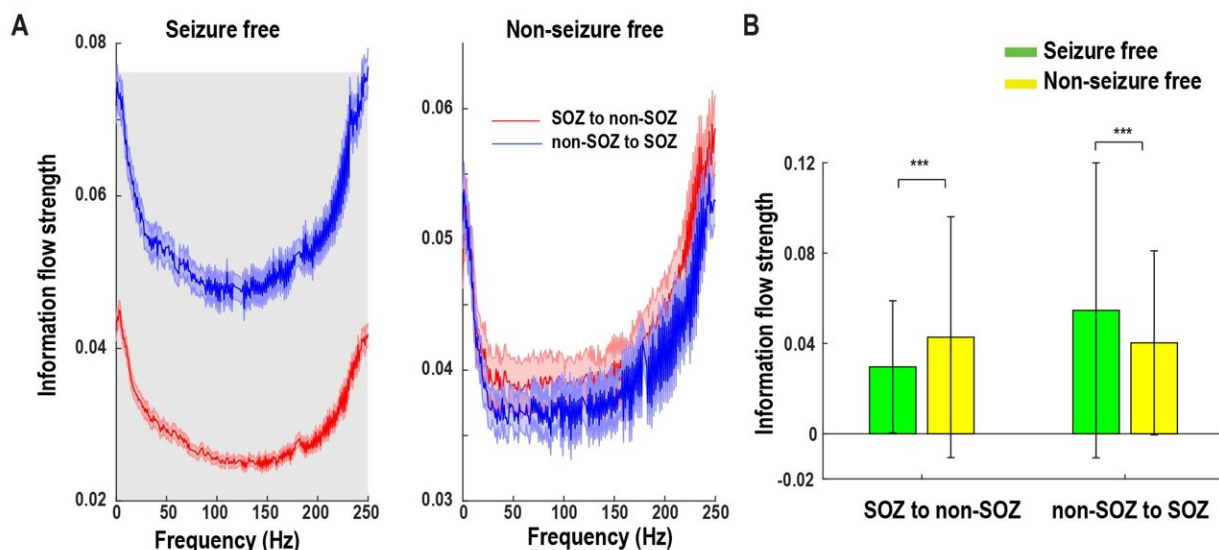 A
Seizure free
Information flow strength
0.08
0.06
0.04
0.02
0 50 100 150 200 250
Frequency (Hz)
Non-seizure free
SOZ to non-SOZ
non-SOZ to SOZ
0.06
0.05
0.04
0.03
0 50 100 150 200 250
Frequency (Hz)
B
Seizure free
Non-seizure free
Information flow strength
0.12
0.08
0.04
0
-0.02
***
***
SOZ to non-SOZ
non-SOZ to SOZ